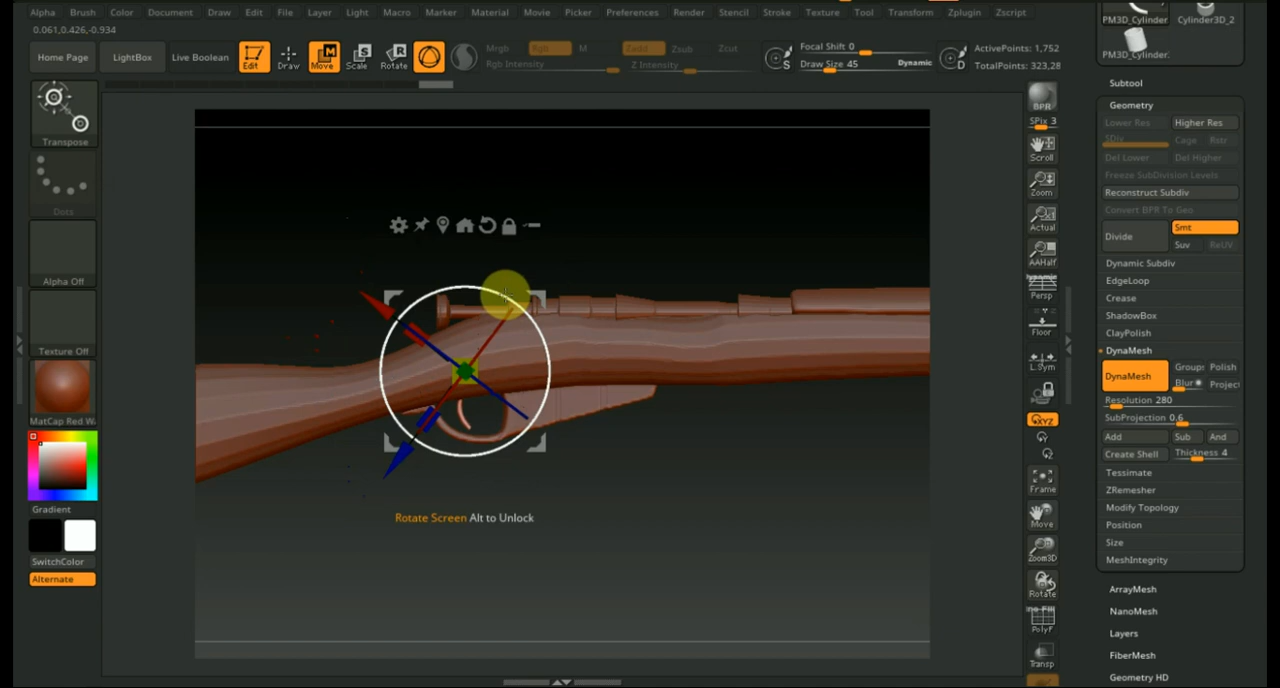 Alpha Brush Color Document Draw Edit File Layer Light Macro Marker Material Movie Picker Preferences Render Stencil Stroke Texture Tool Transform Zplugin Zscript
0.061,0.426,-0.934
Home Page LightBox Live Boolean Edit Draw Move Scale Rotate
Mrgb Rgb M Zadd Zsub Zcut
Rgb Intensity Z Intensity
Focal Shift 0
Draw Size 45 Dynamic
ActivePoints: 1,752
TotalPoints: 323,28
PM3D_Cylinder Cylinder3D_2
PM3D_Cylinder.
Transpose
Dots
Alpha Off
Texture Off
MatCap Red W
Gradient
SwitchColor
Alternate
Rotate Screen Alt to Unlock
BPR
SPix 3
Scroll
Zoom
Actual
AAHalf
Dynamic
Persp
Floor
L.Sym
XYZ
Frame
Move
Zoom3D
Rotate
PolyF
Transp
Subtool
Geometry
Lower Res Higher Res
SDiv Cage Rstr
Del Lower Del Higher
Freeze SubDivision Levels
Reconstruct Subdiv
Convert BPR To Geo
Divide Smt
Suv ReUV
Dynamic Subdiv
EdgeLoop
Crease
ShadowBox
ClayPolish
DynaMesh
DynaMesh Group Polish
Blur Project
Resolution 280
SubProjection 0.6
Add Sub And
Create Shell Thickness 4
Tessimate
ZRemesher
Modify Topology
Position
Size
MeshIntegrity
ArrayMesh
NanoMesh
Layers
FiberMesh
Geometry HD